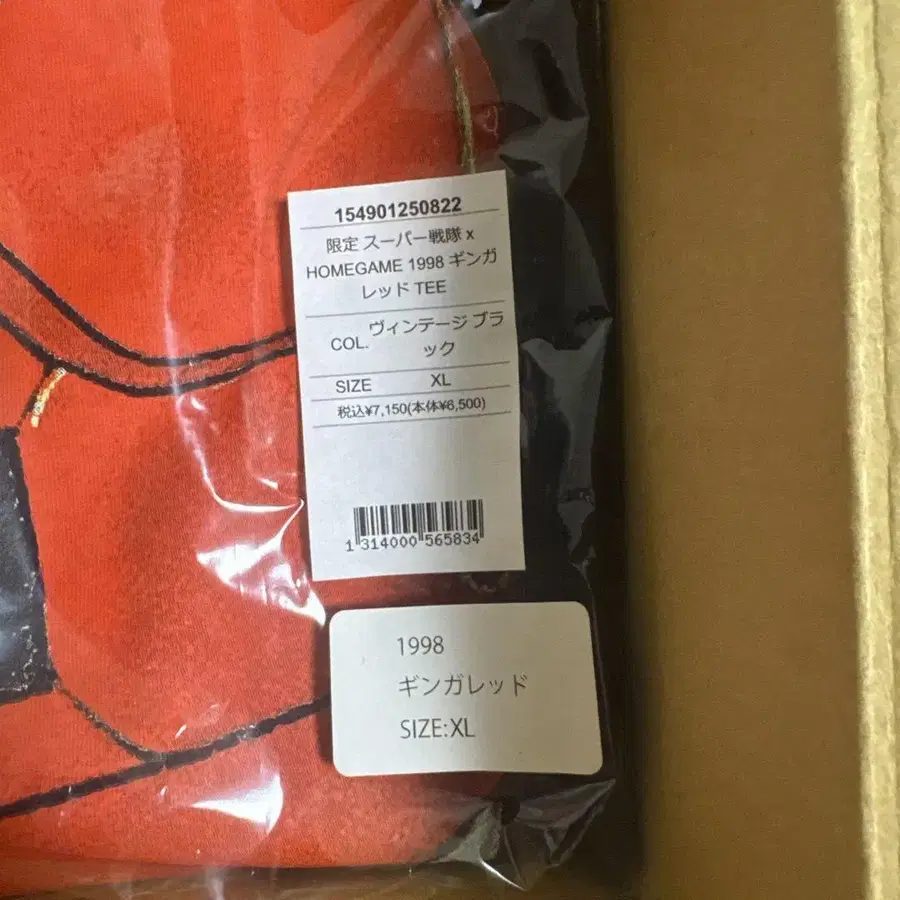 154901250822
限定 スーパー戦隊 x
HOMEGAME 1998 ギンガ
レッド TEE
COL. ヴィンテージ ブラ
ック
SIZE XL
税込¥7,150(本体¥6,500)
1 314000 565834
1998
ギンガレッド
SIZE:XL